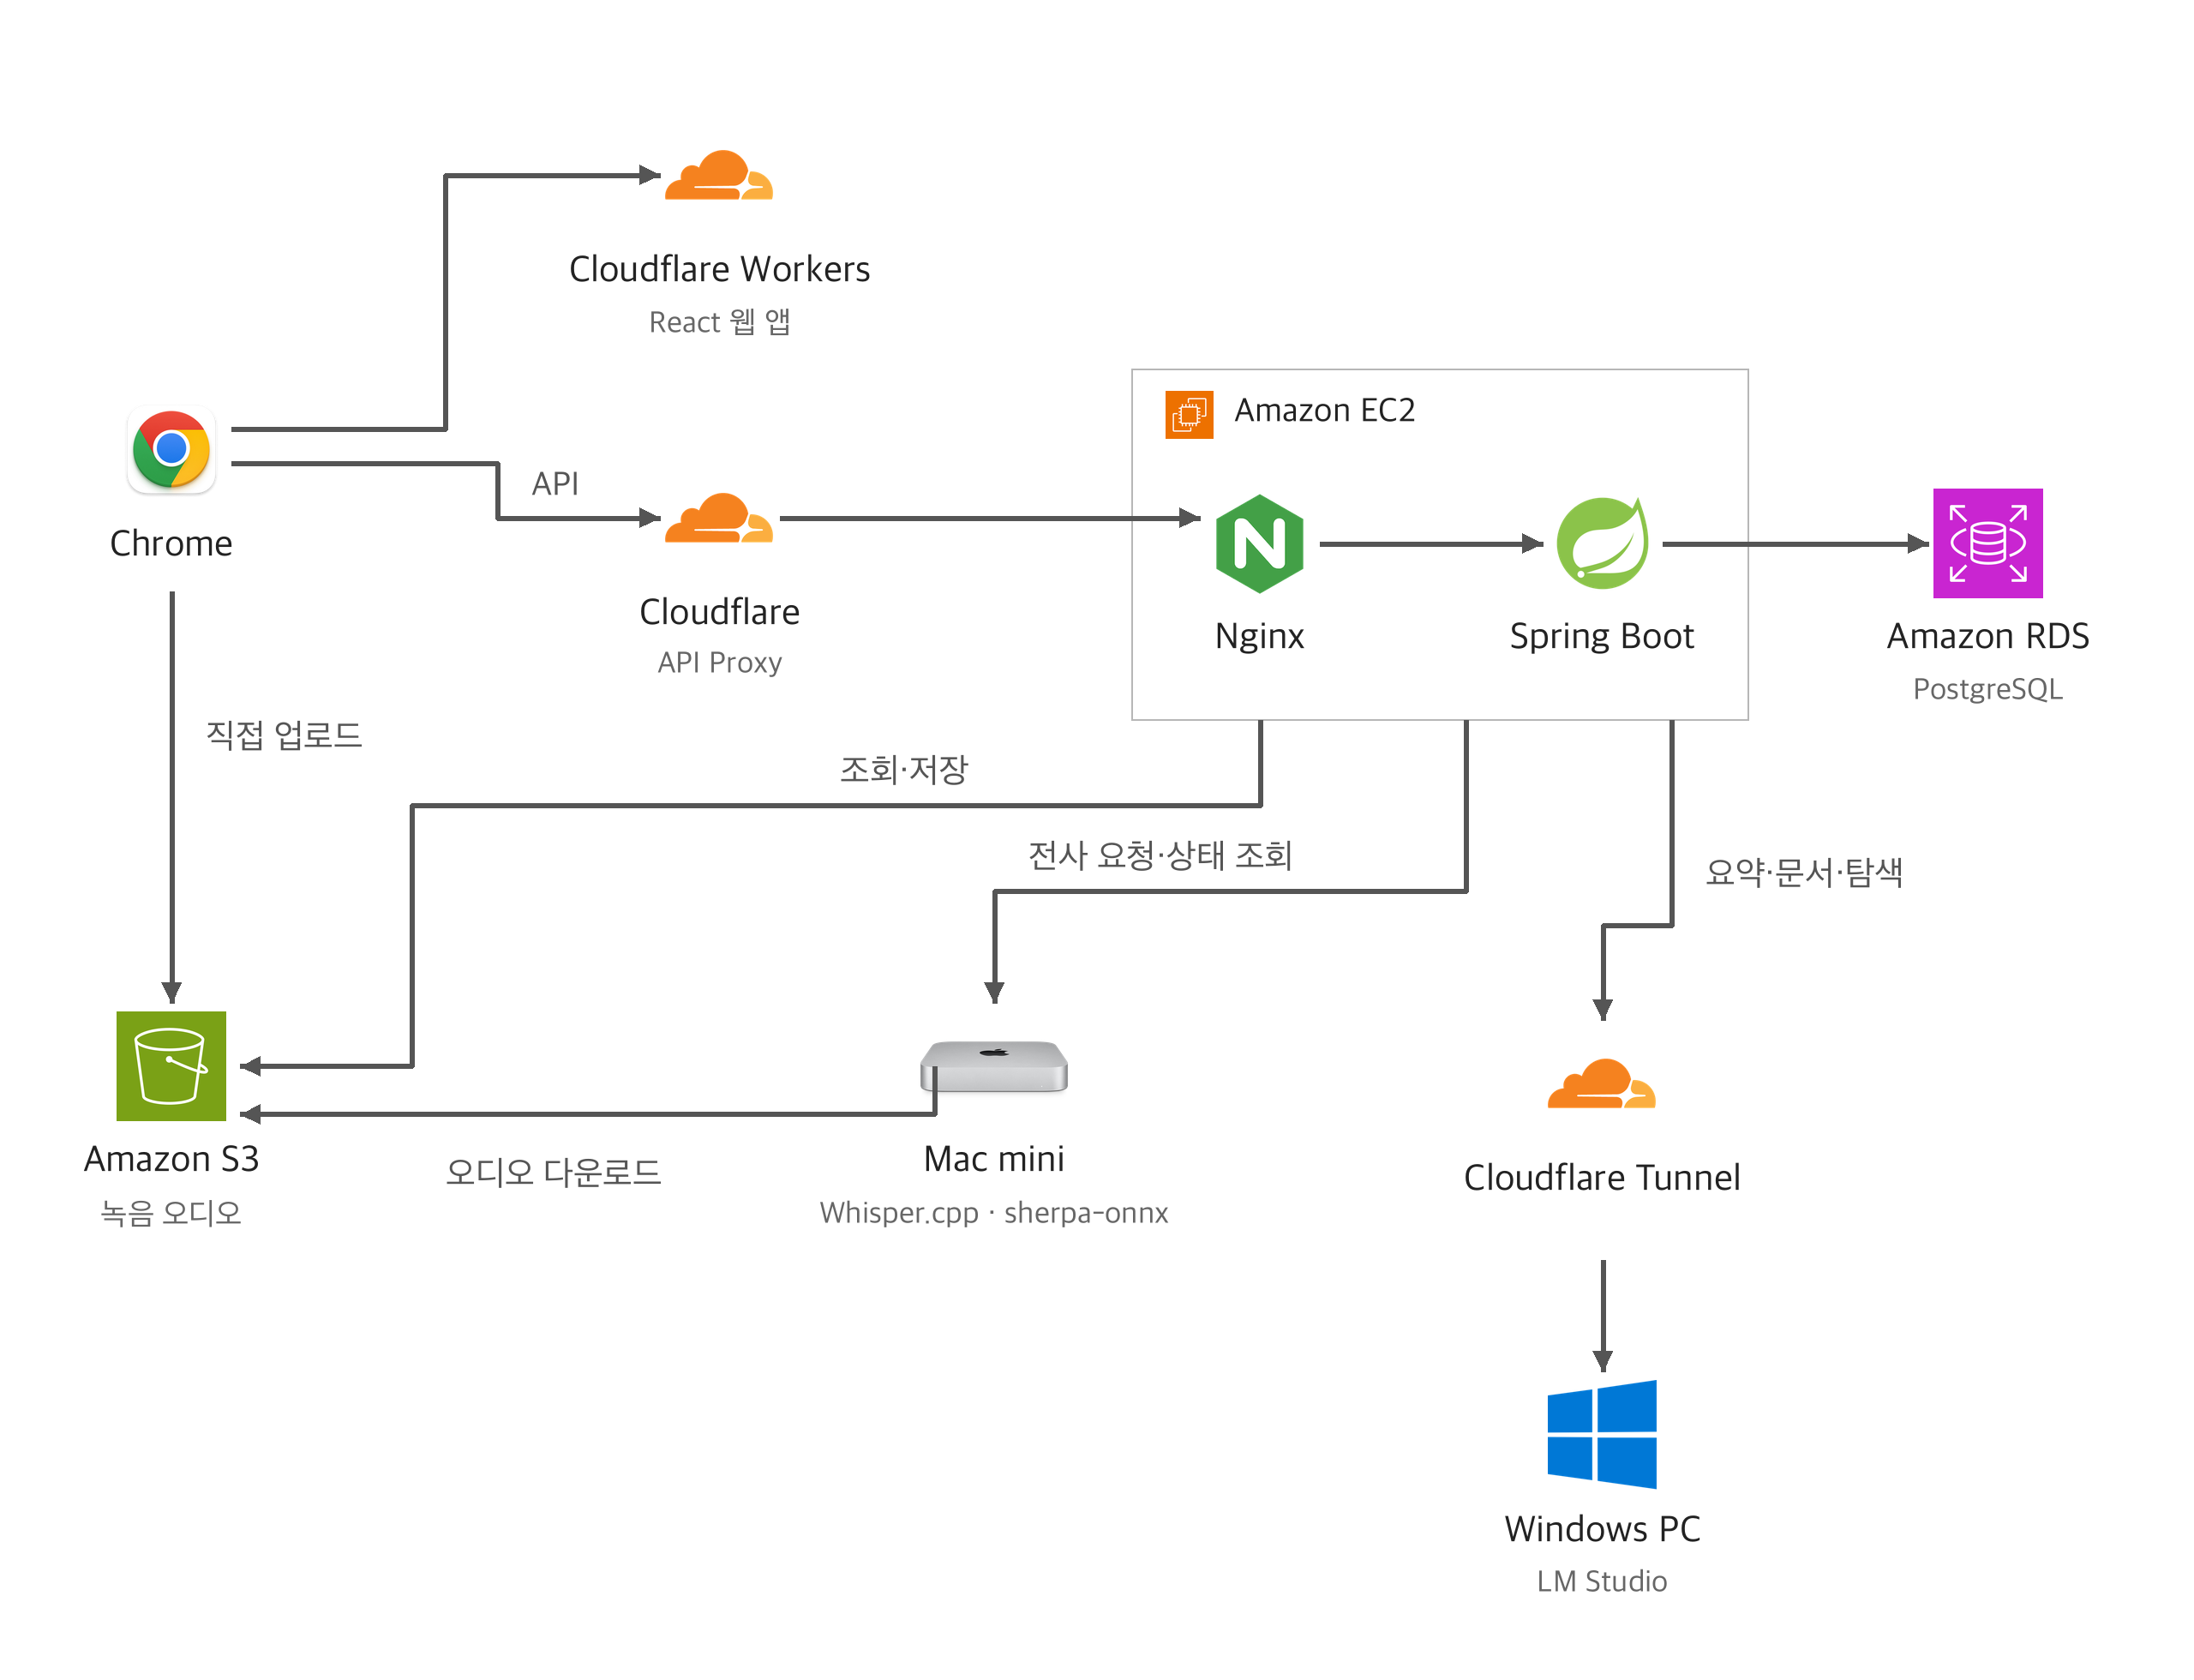 Cloudflare Workers
React 웹 앱
Amazon EC2
API
Chrome
Cloudflare
API Proxy
Nginx
Spring Boot
Amazon RDS
PostgreSQL
직접 업로드
조회·저장
전사 요청·상태 조회
요약·문서·탐색
Amazon S3
녹음 오디오
오디오 다운로드
Mac mini
Whisper.cpp · sherpa-onnx
Cloudflare Tunnel
Windows PC
LM Studio